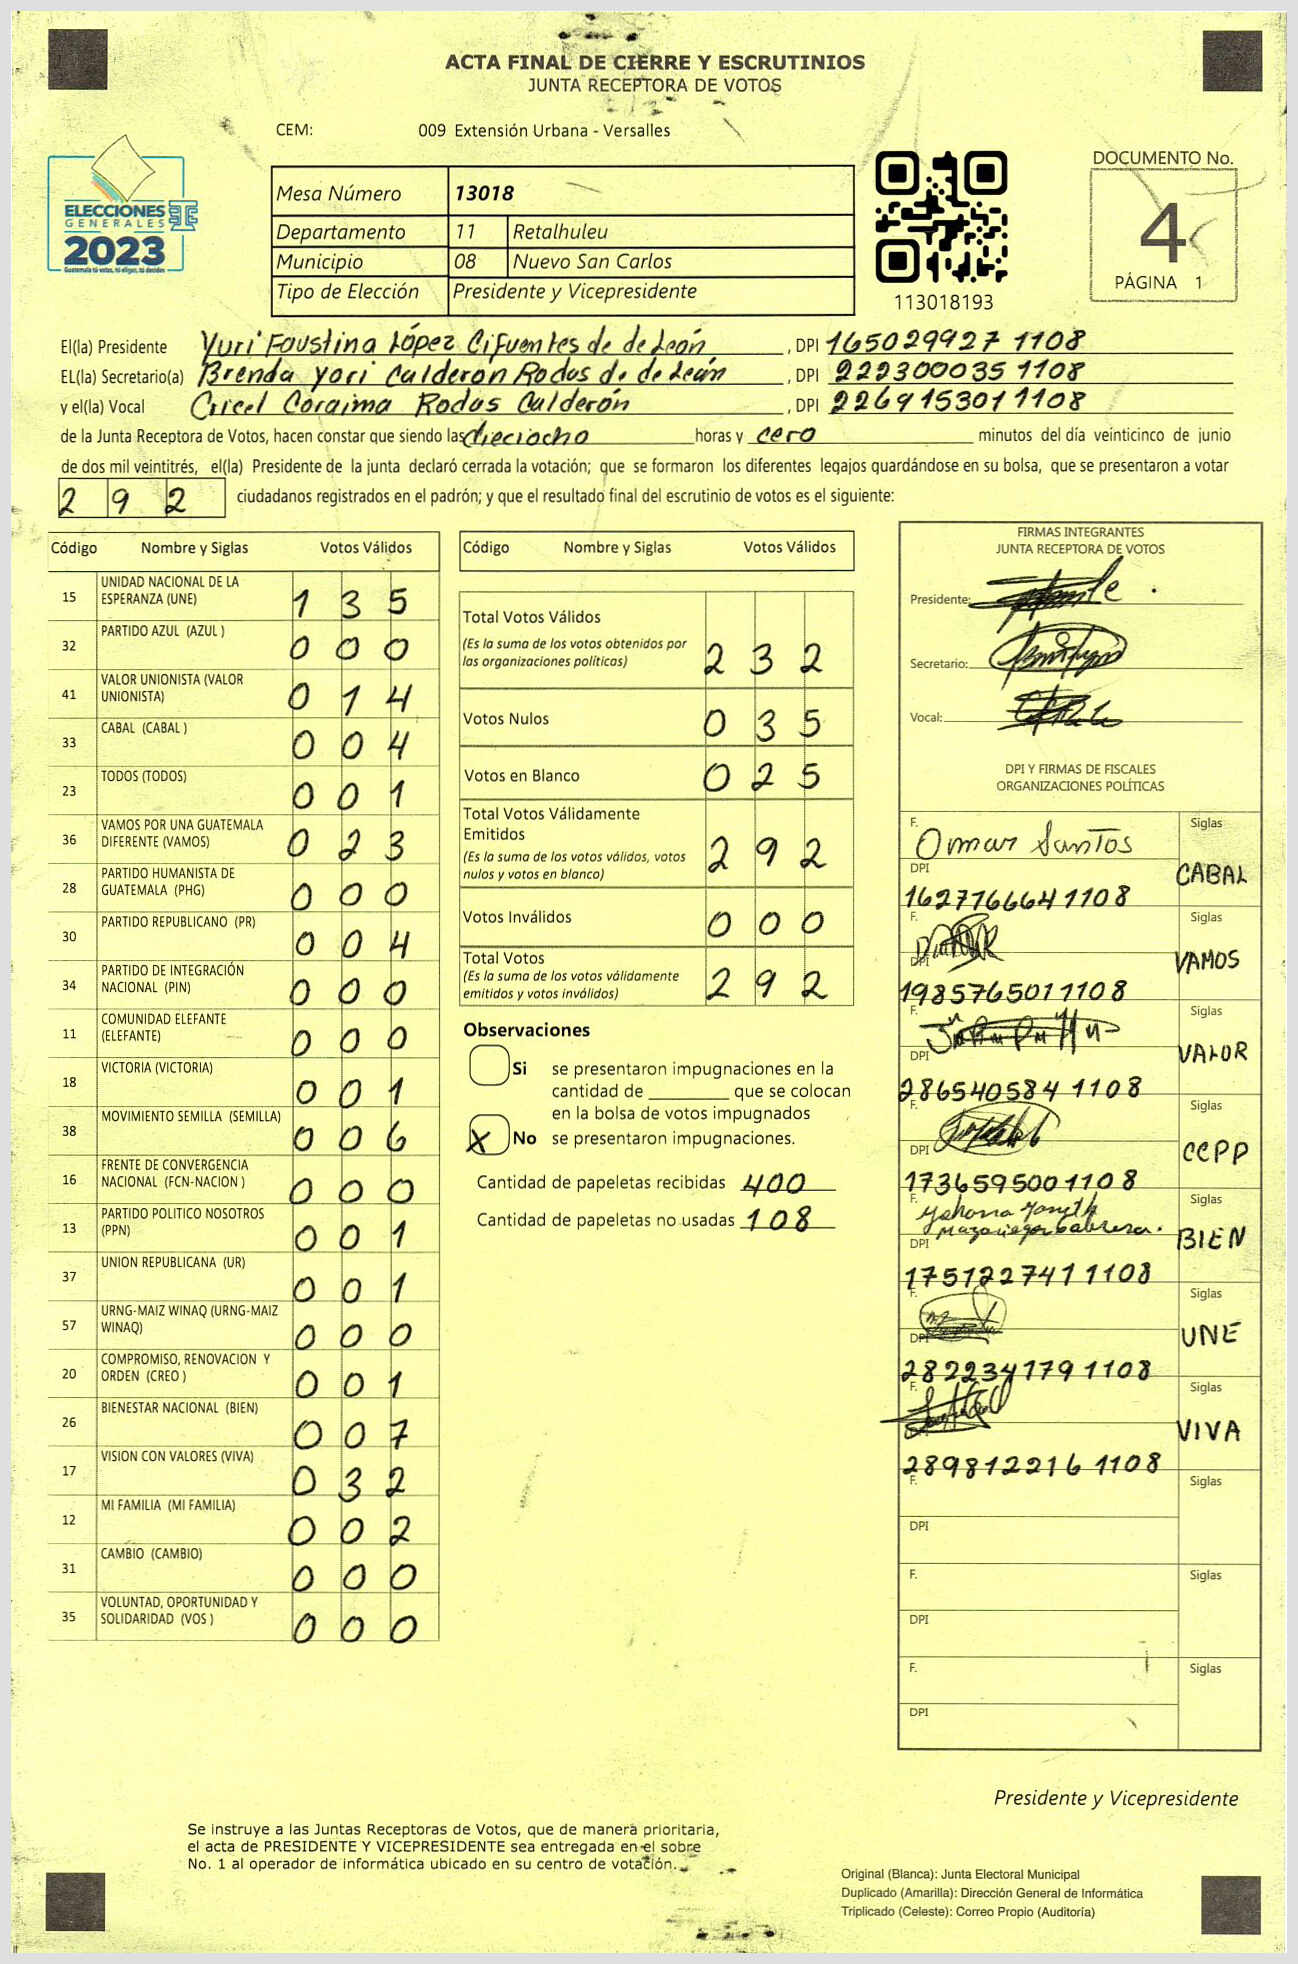 ACTA FINAL DE CIERRE Y ESCRUTINIOS
JUNTA RECEPTORA DE VOTOS
CEM: 009 Extensión Urbana - Versalles
ELECCIONES
GENERALES
2023
Guatemala tú votas, tú eliges, tú decides
Mesa Número 13018
Departamento 11 Retalhuleu
Municipio 08 Nuevo San Carlos
Tipo de Elección Presidente y Vicepresidente
113018193
DOCUMENTO No.
4
PÁGINA 1
El(la) Presidente Yuri Faustina López Cifuentes de de León, DPI 165029927 1108
EL(la) Secretario(a) Brenda Yori Calderón Rodas de de León, DPI 222300035 1108
y el(la) Vocal Cricel Coraima Rodas Calderón, DPI 226915301 1108
de la Junta Receptora de Votos, hacen constar que siendo las dieciocho horas y cero minutos del día veinticinco de junio
de dos mil veintitrés, el(la) Presidente de la junta declaró cerrada la votación; que se formaron los diferentes legajos guardándose en su bolsa, que se presentaron a votar
292 ciudadanos registrados en el padrón; y que el resultado final del escrutinio de votos es el siguiente:
Código Nombre y Siglas Votos Válidos
15 UNIDAD NACIONAL DE LA ESPERANZA (UNE) 1 3 5
32 PARTIDO AZUL (AZUL ) 0 0 0
41 VALOR UNIONISTA (VALOR UNIONISTA) 0 1 4
33 CABAL (CABAL ) 0 0 4
23 TODOS (TODOS) 0 0 1
36 VAMOS POR UNA GUATEMALA DIFERENTE (VAMOS) 0 2 3
28 PARTIDO HUMANISTA DE GUATEMALA (PHG) 0 0 0
30 PARTIDO REPUBLICANO (PR) 0 0 4
34 PARTIDO DE INTEGRACIÓN NACIONAL (PIN) 0 0 0
11 COMUNIDAD ELEFANTE (ELEFANTE) 0 0 0
18 VICTORIA (VICTORIA) 0 0 1
38 MOVIMIENTO SEMILLA (SEMILLA) 0 0 6
16 FRENTE DE CONVERGENCIA NACIONAL (FCN-NACION ) 0 0 0
13 PARTIDO POLITICO NOSOTROS (PPN) 0 0 1
37 UNION REPUBLICANA (UR) 0 0 1
57 URNG-MAIZ WINAQ (URNG-MAIZ WINAQ) 0 0 0
20 COMPROMISO, RENOVACION Y ORDEN (CREO ) 0 0 1
26 BIENESTAR NACIONAL (BIEN) 0 0 7
17 VISION CON VALORES (VIVA) 0 3 2
12 MI FAMILIA (MI FAMILIA) 0 0 2
31 CAMBIO (CAMBIO) 0 0 0
35 VOLUNTAD, OPORTUNIDAD Y SOLIDARIDAD (VOS ) 0 0 0
Código Nombre y Siglas Votos Válidos
Total Votos Válidos
(Es la suma de los votos obtenidos por
las organizaciones políticas) 2 3 2
Votos Nulos 0 3 5
Votos en Blanco 0 2 5
Total Votos Válidamente
Emitidos
(Es la suma de los votos válidos, votos
nulos y votos en blanco) 2 9 2
Votos Inválidos 0 0 0
Total Votos
(Es la suma de los votos válidamente
emitidos y votos inválidos) 2 9 2
Observaciones
Si se presentaron impugnaciones en la
cantidad de ________ que se colocan
en la bolsa de votos impugnados
X No se presentaron impugnaciones.
Cantidad de papeletas recibidas 400
Cantidad de papeletas no usadas 108
FIRMAS INTEGRANTES
JUNTA RECEPTORA DE VOTOS
Presidente:
Secretario:
Vocal:
DPI Y FIRMAS DE FISCALES
ORGANIZACIONES POLÍTICAS
F. Omar Santos Siglas
DPI 162776664 1108 CABAL
F. Siglas
DPI 198576501 1108 VAMOS
F. Siglas
DPI 286540584 1108 VALOR
F. Siglas
DPI 173659500 1108 CCPP
F. Siglas
DPI 175122741 1108 BIEN
F. Siglas
DPI 282234179 1108 UNE
F. Siglas
289812216 1108 VIVA
F. Siglas
DPI
F. Siglas
DPI
F. Siglas
DPI
Presidente y Vicepresidente
Se instruye a las Juntas Receptoras de Votos, que de manera prioritaria,
el acta de PRESIDENTE Y VICEPRESIDENTE sea entregada en el sobre
No. 1 al operador de informática ubicado en su centro de votación.
Original (Blanca): Junta Electoral Municipal
Duplicado (Amarilla): Dirección General de Informática
Triplicado (Celeste): Correo Propio (Auditoría)